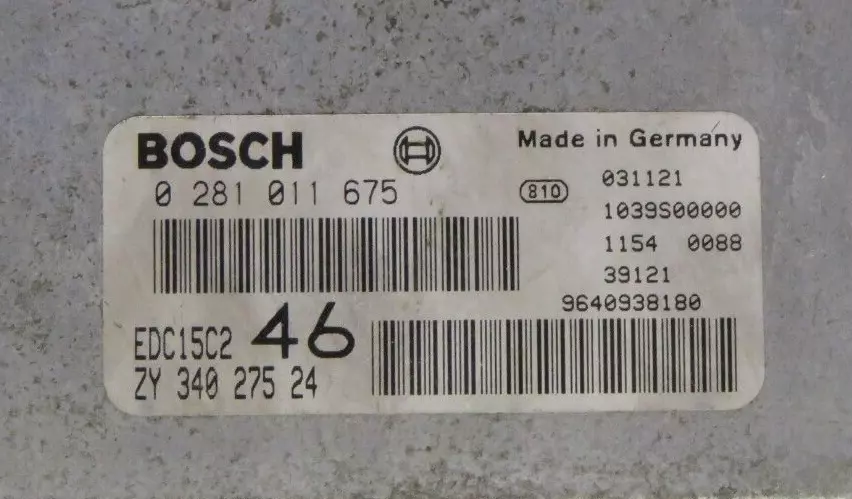 BOSCH
Made in Germany
0 281 011 675
810
031121
1039S00000
1154 0088
39121
9640938180
EDC15C2 46
ZY 340 275 24